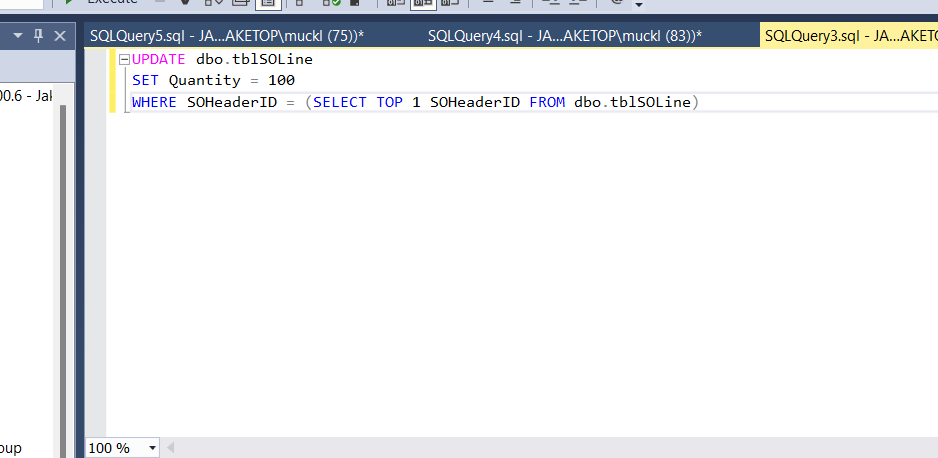 Execute
SQLQuery5.sql - JA...AKETOP\muckl (75))*
SQLQuery4.sql - JA...AKETOP\muckl (83))*
SQLQuery3.sql - JA...AKETO
UPDATE dbo.tblSOLine
SET Quantity = 100
00.6 - Jak
WHERE SOHeaderID = (SELECT TOP 1 SOHeaderID FROM dbo.tblSOLine)
oup
100 %